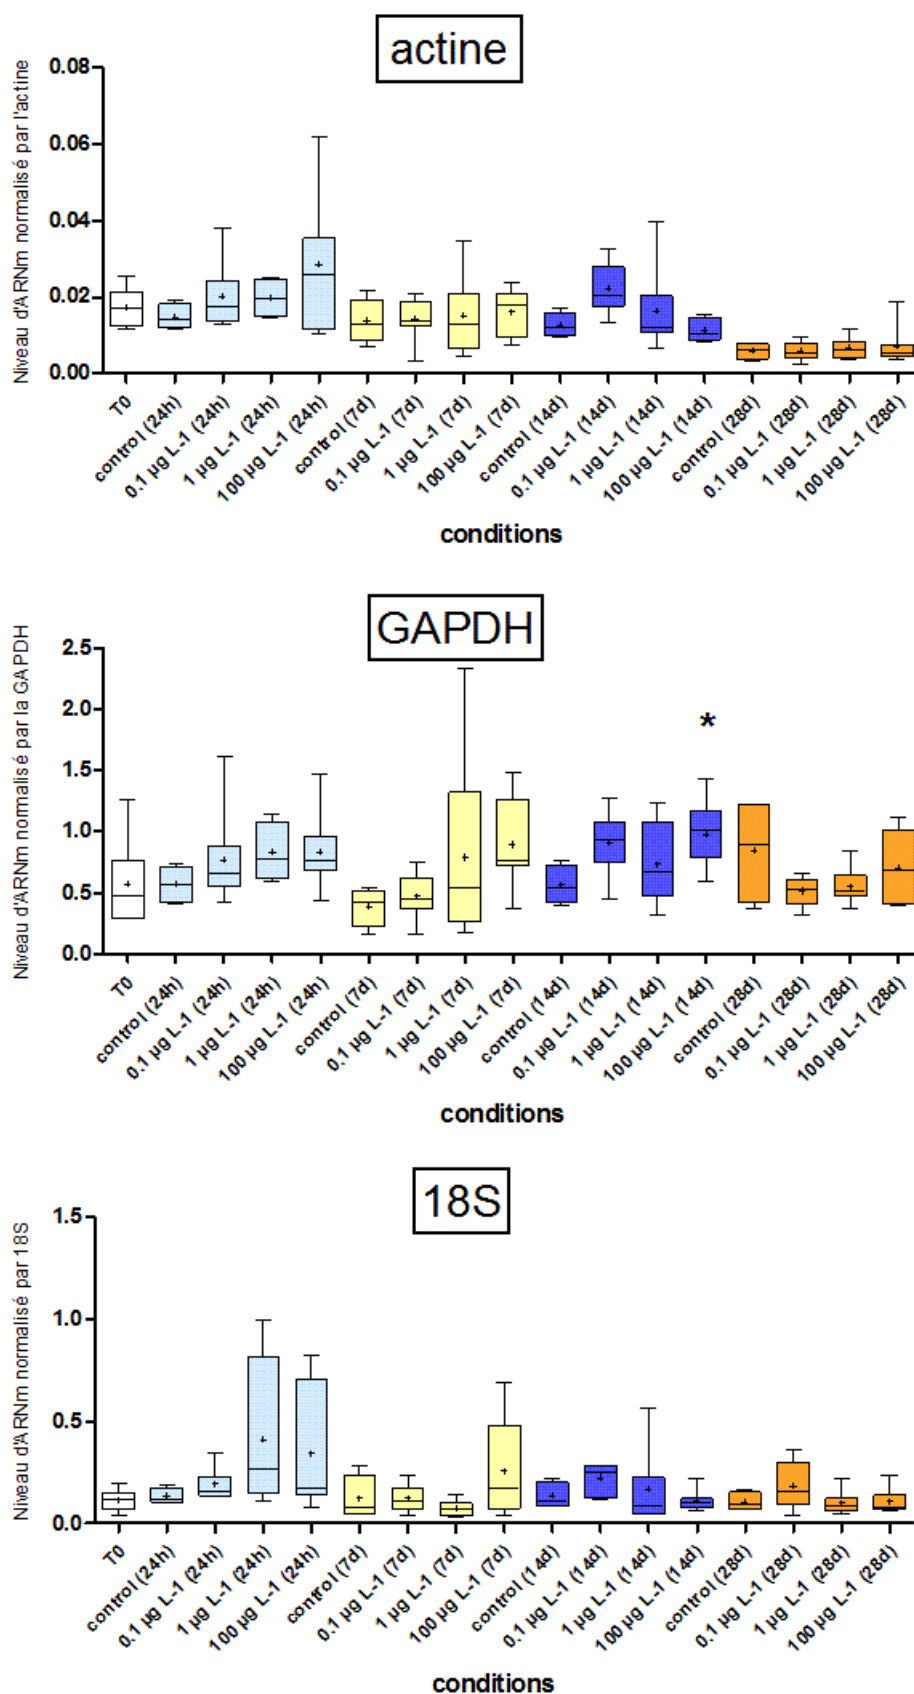 actine
Niveau d'ARNm normalisé par l'actine
0.08
0.06
0.04
0.02
0.00
T0
control (24h)
0.1 µg L-1 (24h)
1 µg L-1 (24h)
100 µg L-1 (24h)
control (7d)
0.1 µg L-1 (7d)
1 µg L-1 (7d)
100 µg L-1 (7d)
control (14d)
0.1 µg L-1 (14d)
1 µg L-1 (14d)
100 µg L-1 (14d)
control (28d)
0.1 µg L-1 (28d)
1 µg L-1 (28d)
100 µg L-1 (28d)
conditions
GAPDH
Niveau d'ARNm normalisé par la GAPDH
2.5
2.0
1.5
1.0
0.5
0.0
*
T0
control (24h)
0.1 µg L-1 (24h)
1 µg L-1 (24h)
100 µg L-1 (24h)
control (7d)
0.1 µg L-1 (7d)
1 µg L-1 (7d)
100 µg L-1 (7d)
control (14d)
0.1 µg L-1 (14d)
1 µg L-1 (14d)
100 µg L-1 (14d)
control (28d)
0.1 µg L-1 (28d)
1 µg L-1 (28d)
100 µg L-1 (28d)
conditions
18S
Niveau d'ARNm normalisé par 18S
1.5
1.0
0.5
0.0
T0
control (24h)
0.1 µg L-1 (24h)
1 µg L-1 (24h)
100 µg L-1 (24h)
control (7d)
0.1 µg L-1 (7d)
1 µg L-1 (7d)
100 µg L-1 (7d)
control (14d)
0.1 µg L-1 (14d)
1 µg L-1 (14d)
100 µg L-1 (14d)
control (28d)
0.1 µg L-1 (28d)
1 µg L-1 (28d)
100 µg L-1 (28d)
conditions